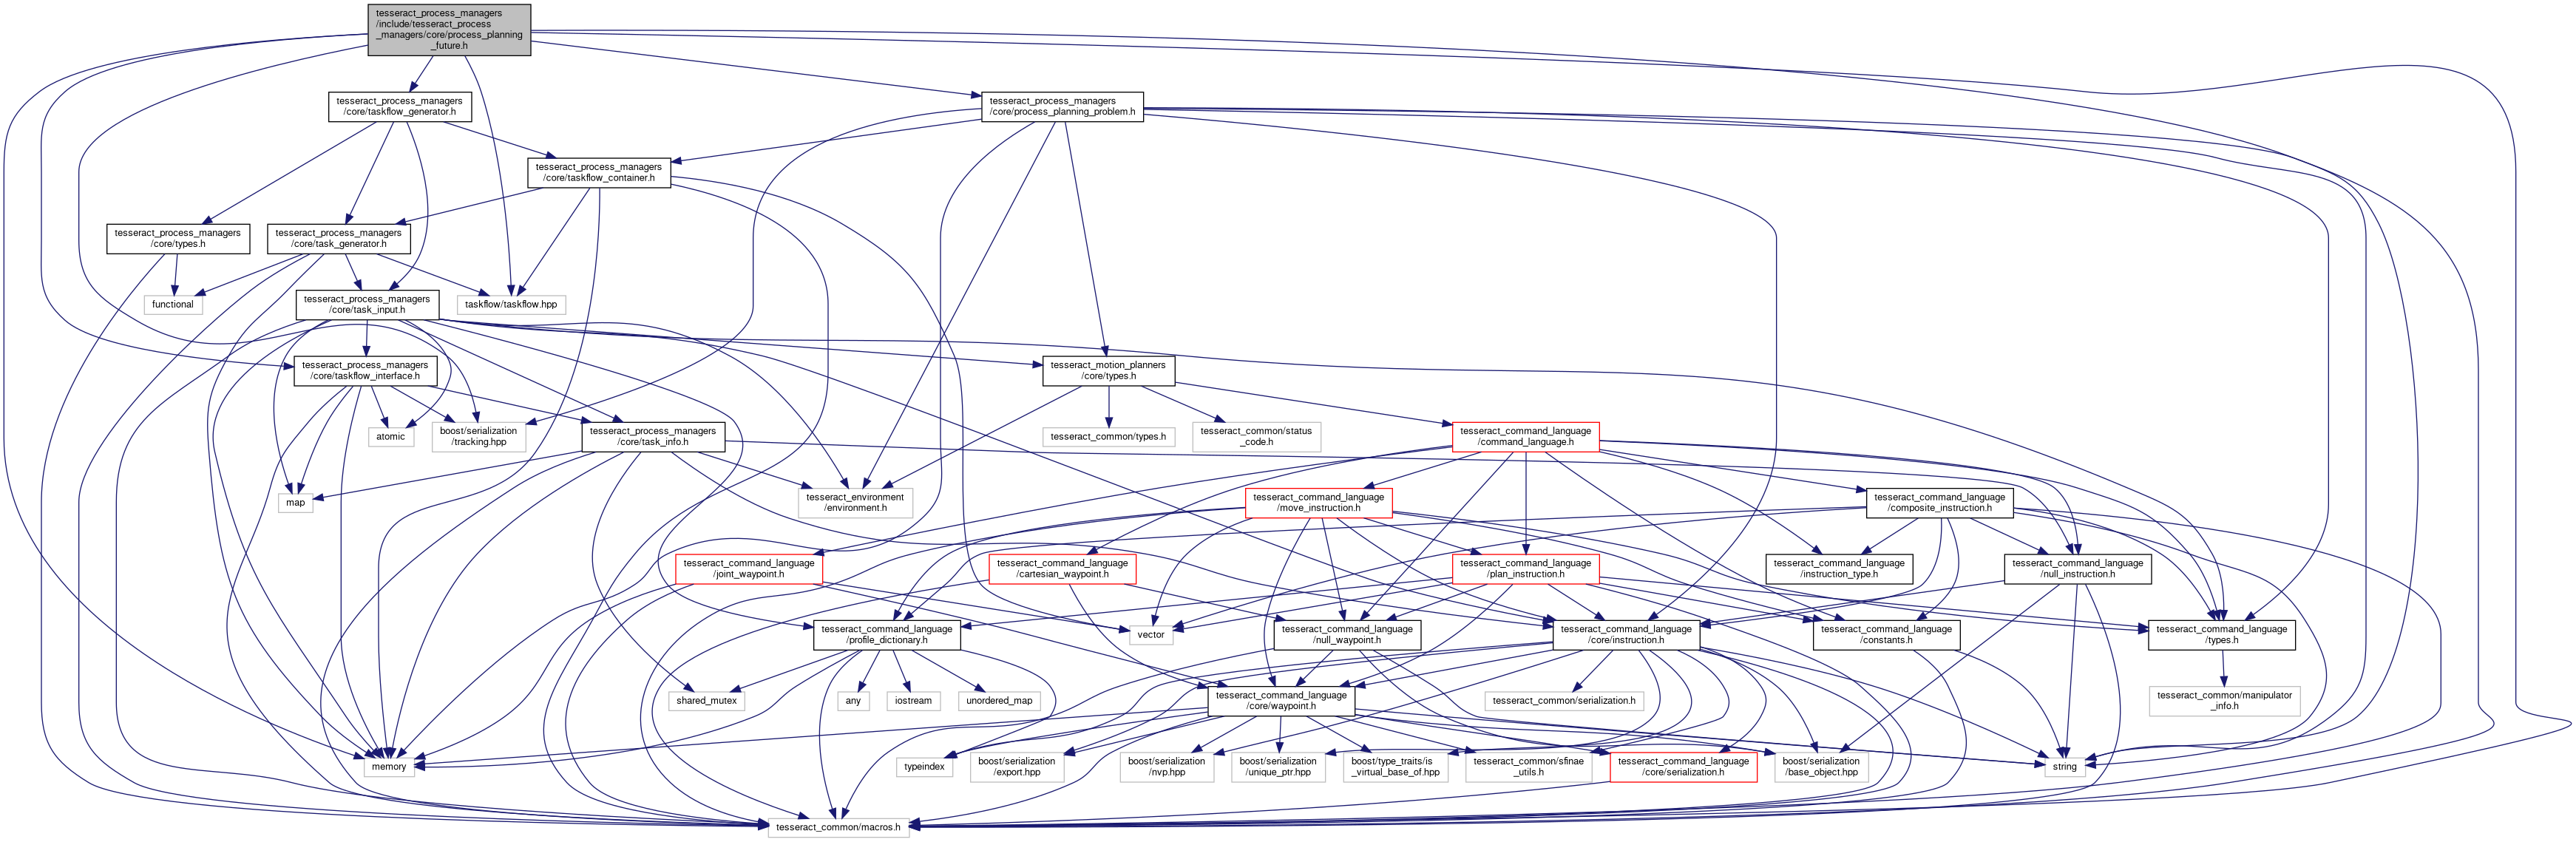 tesseract_process_managers
/include/tesseract_process
_managers/core/process_planning
_future.h
tesseract_process_managers
/core/taskflow_generator.h
tesseract_process_managers
/core/process_planning_problem.h
tesseract_process_managers
/core/taskflow_container.h
tesseract_process_managers
/core/types.h
tesseract_process_managers
/core/task_generator.h
functional
tesseract_process_managers
/core/task_input.h
taskflow/taskflow.hpp
tesseract_process_managers
/core/taskflow_interface.h
tesseract_motion_planners
/core/types.h
atomic
boost/serialization
/tracking.hpp
tesseract_process_managers
/core/task_info.h
tesseract_common/types.h
tesseract_common/status
_code.h
tesseract_command_language
/command_language.h
map
tesseract_environment
/environment.h
tesseract_command_language
/move_instruction.h
tesseract_command_language
/composite_instruction.h
tesseract_command_language
/joint_waypoint.h
tesseract_command_language
/cartesian_waypoint.h
tesseract_command_language
/plan_instruction.h
tesseract_command_language
/instruction_type.h
tesseract_command_language
/null_instruction.h
tesseract_command_language
/profile_dictionary.h
vector
tesseract_command_language
/null_waypoint.h
tesseract_command_language
/core/instruction.h
tesseract_command_language
/constants.h
tesseract_command_language
/types.h
shared_mutex
any
iostream
unordered_map
tesseract_command_language
/core/waypoint.h
tesseract_common/serialization.h
tesseract_common/manipulator
_info.h
memory
typeindex
boost/serialization
/export.hpp
boost/serialization
/nvp.hpp
boost/serialization
/unique_ptr.hpp
boost/type_traits/is
_virtual_base_of.hpp
tesseract_common/sfinae
_utils.h
tesseract_command_language
/core/serialization.h
boost/serialization
/base_object.hpp
string
tesseract_common/macros.h